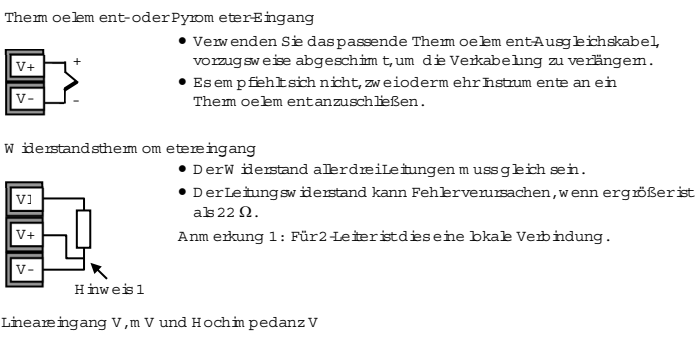 Thermoelement- oder Pyrometer-Eingang
• Verwenden Sie das passende Thermoelement-Ausgleichskabel,
V+ +
vorzugsweise abgeschirmt, um die Verkabelung zu verlängern.
• Es empfiehlt sich nicht, zwei oder mehr Instrumente an ein
V- -
Thermoelement anzuschließen.
Widerstandsthermometereingang
• Der Widerstand aller drei Leitungen muss gleich sein.
VI
• Der Leitungswiderstand kann Fehler verursachen, wenn er größer ist
als 22 Ω.
V+
Anmerkung 1: Für 2-Leiter ist dies eine lokale Verbindung.
V-
Hinweis 1
Lineareingang V, mV und Hochimpedanz V